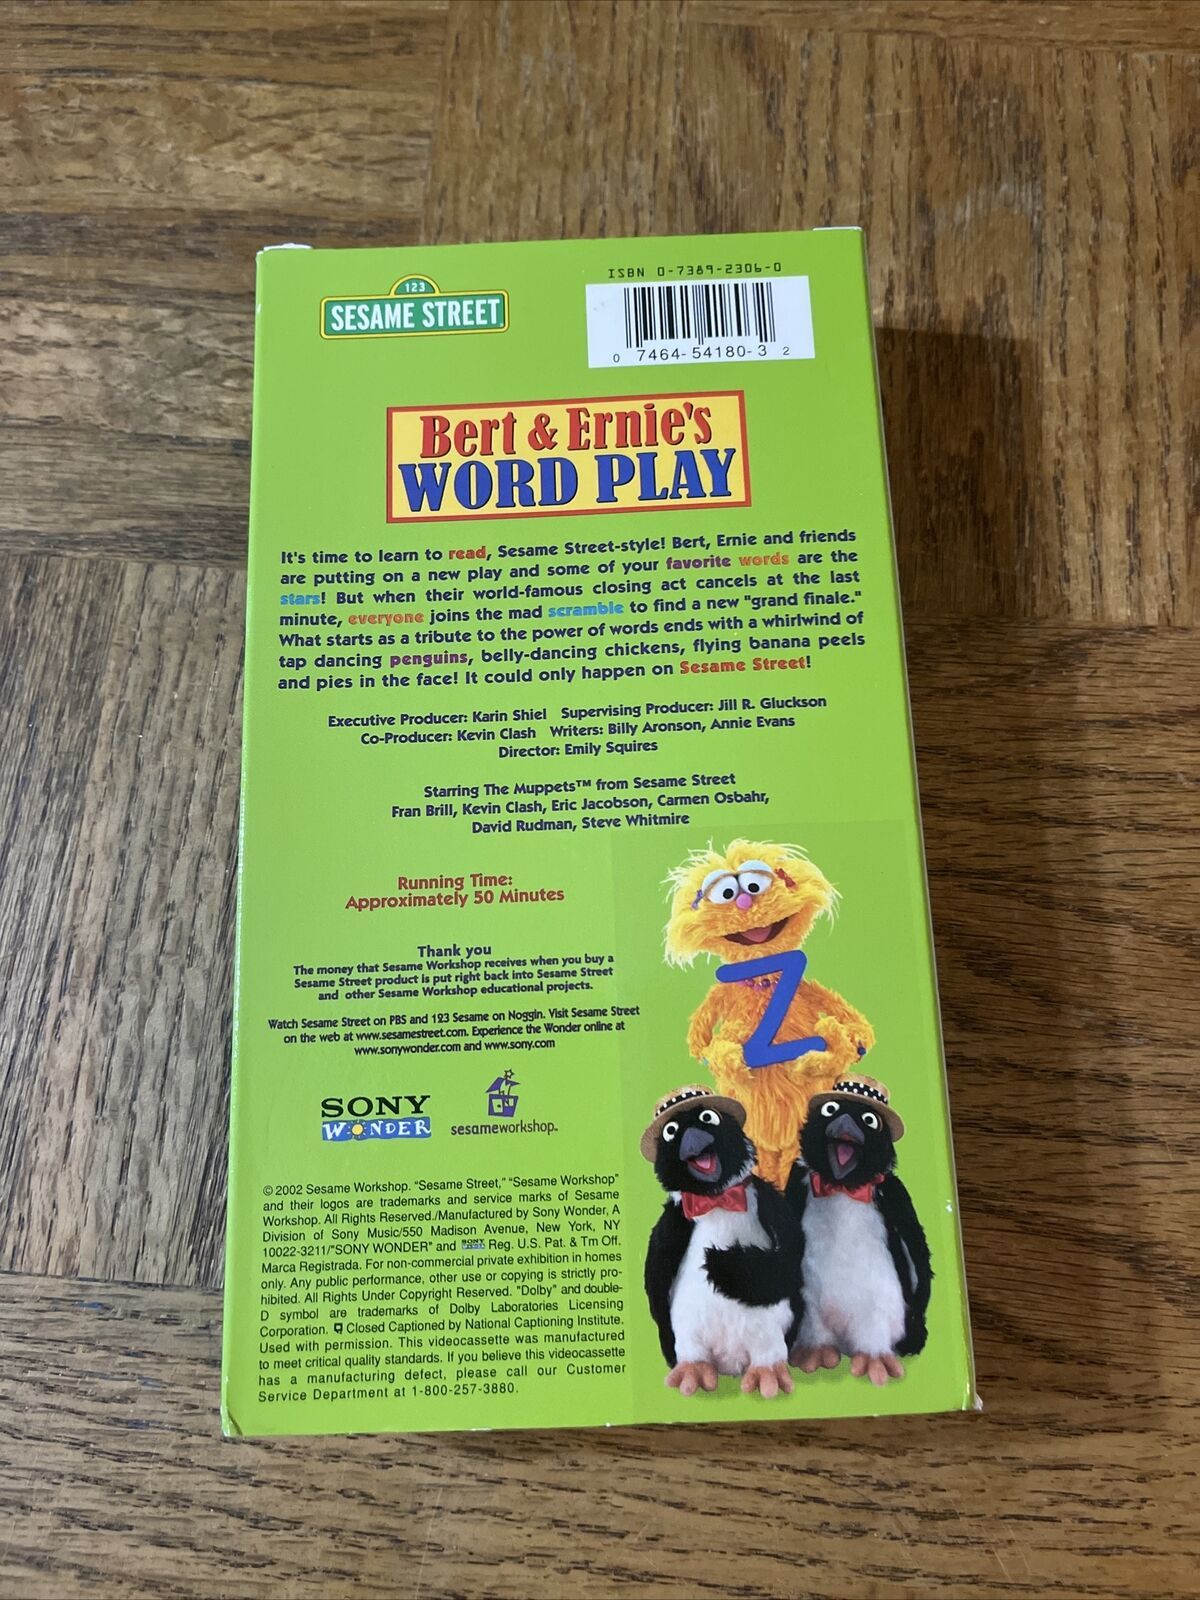 ISBN 0-7389-2306-0
123
SESAME STREET
0 7464-54180-3 2
Bert & Ernie's
WORD PLAY
It's time to learn to read, Sesame Street-style! Bert, Ernie and friends
are putting on a new play and some of your favorite words are the
stars! But when their world-famous closing act cancels at the last
minute, everyone joins the mad scramble to find a new "grand finale."
What starts as a tribute to the power of words ends with a whirlwind of
tap dancing penguins, belly-dancing chickens, flying banana peels
and pies in the face! It could only happen on Sesame Street!
Executive Producer: Karin Shiel Supervising Producer: Jill R. Gluckson
Co-Producer: Kevin Clash Writers: Billy Aronson, Annie Evans
Director: Emily Squires
Starring The Muppets™ from Sesame Street
Fran Brill, Kevin Clash, Eric Jacobson, Carmen Osbahr,
David Rudman, Steve Whitmire
Running Time:
Approximately 50 Minutes
Thank you
The money that Sesame Workshop receives when you buy a
Sesame Street product is put right back into Sesame Street
and other Sesame Workshop educational projects.
Watch Sesame Street on PBS and 123 Sesame on Noggin. Visit Sesame Street
on the web at www.sesamestreet.com. Experience the Wonder online at
www.sonywonder.com and www.sony.com
Z
SONY
WONDER
sesameworkshop™
© 2002 Sesame Workshop. "Sesame Street," "Sesame Workshop"
and their logos are trademarks and service marks of Sesame
Workshop. All Rights Reserved./Manufactured by Sony Wonder, A
Division of Sony Music/550 Madison Avenue, New York, NY
10022-3211/"SONY WONDER" and SONY WONDER Reg. U.S. Pat. & Tm Off.
Marca Registrada. For non-commercial private exhibition in homes
only. Any public performance, other use or copying is strictly pro-
hibited. All Rights Under Copyright Reserved. "Dolby" and double-
D symbol are trademarks of Dolby Laboratories Licensing
Corporation. Closed Captioned by National Captioning Institute.
Used with permission. This videocassette was manufactured
to meet critical quality standards. If you believe this videocassette
has a manufacturing defect, please call our Customer
Service Department at 1-800-257-3880.